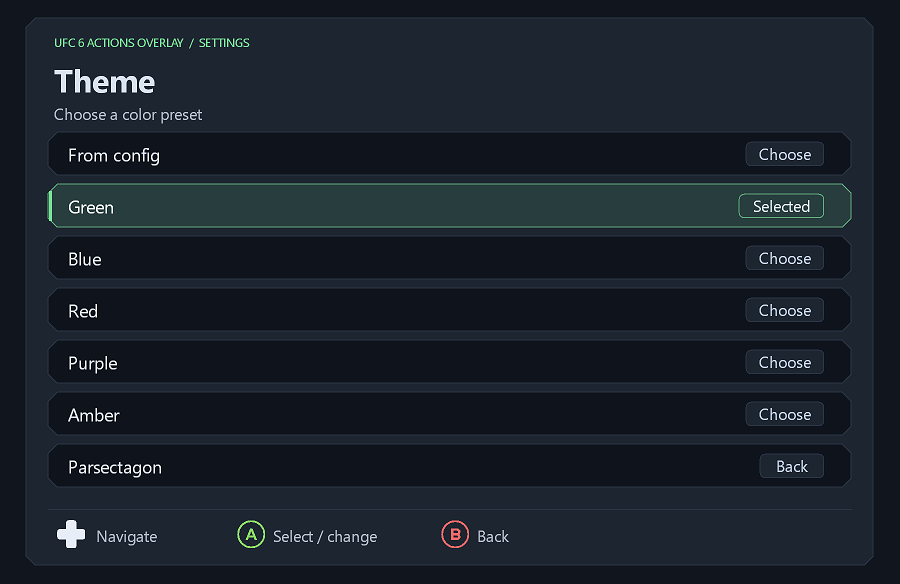 UFC 6 ACTIONS OVERLAY / SETTINGS
Theme
Choose a color preset
From config Choose
Green Selected
Blue Choose
Red Choose
Purple Choose
Amber Choose
Parsectagon Back
Navigate A Select / change B Back